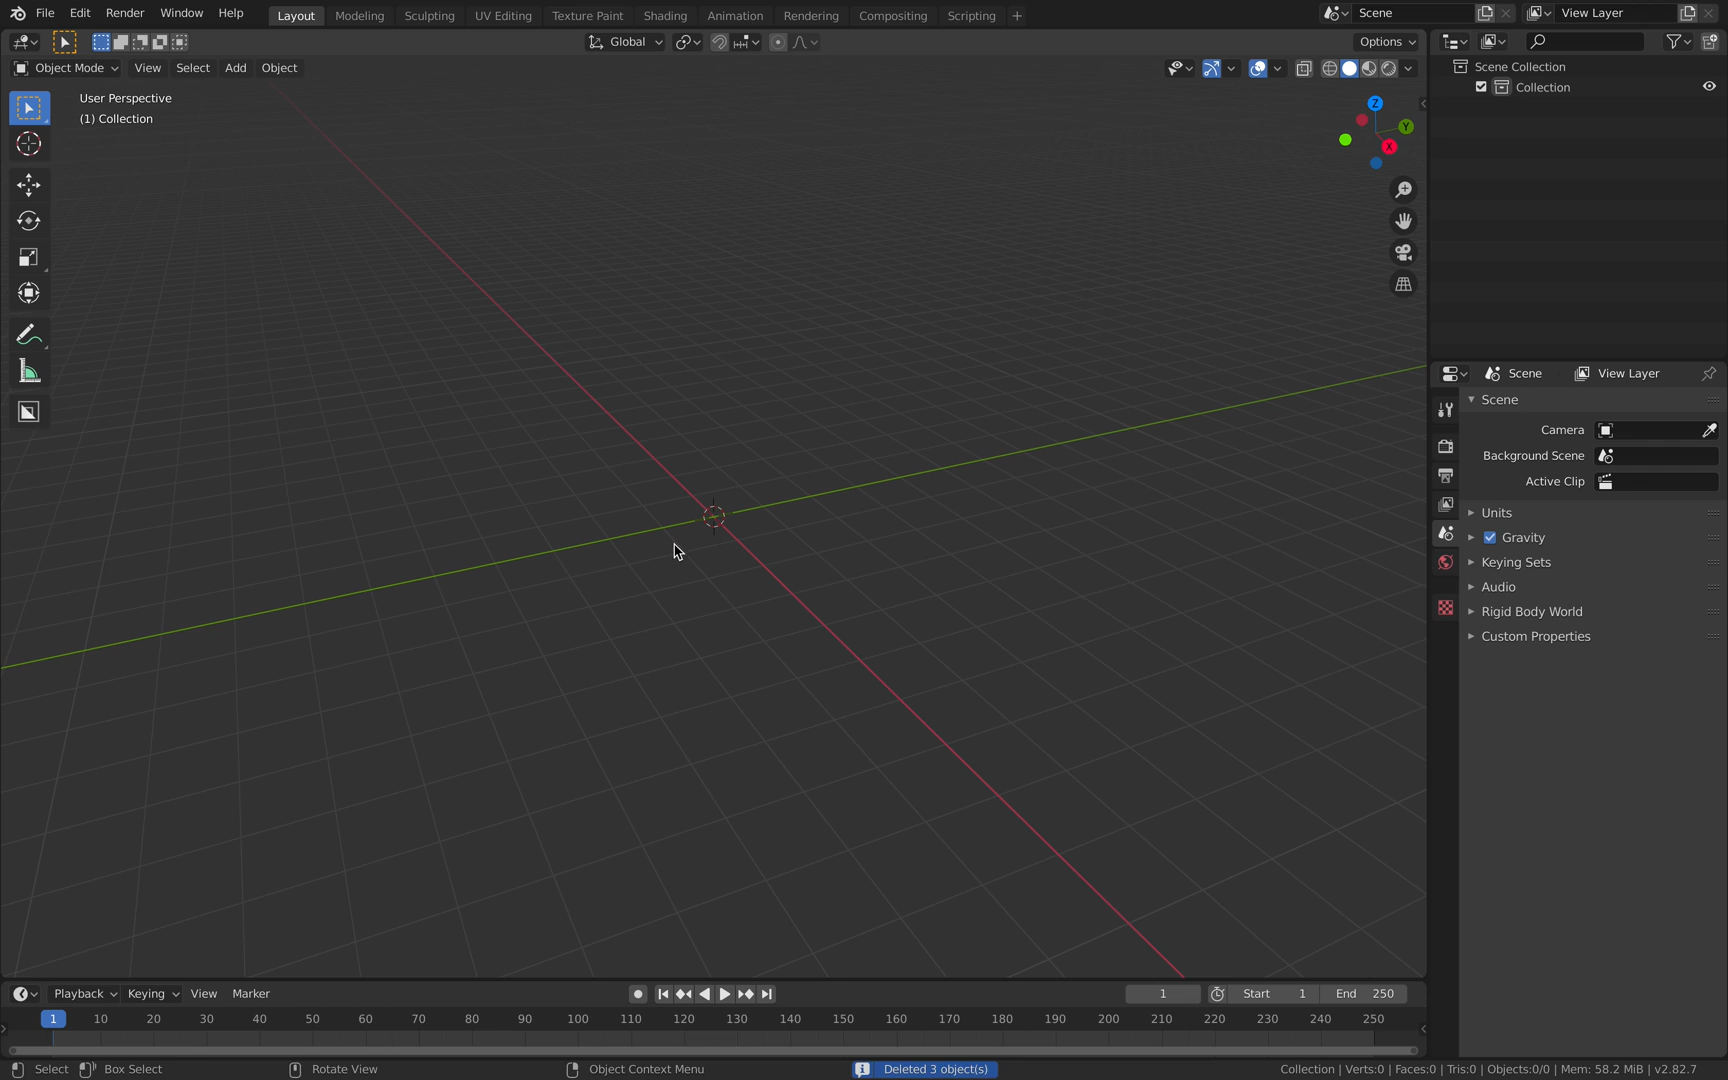 File Edit Render Window Help Layout Modeling Sculpting UV Editing Texture Paint Shading Animation Rendering Compositing Scripting + Scene View Layer
Global Options
Object Mode View Select Add Object
User Perspective
(1) Collection
Z
Y
X
Scene Collection
Collection
Scene View Layer
Scene
Camera
Background Scene
Active Clip
Units
Gravity
Keying Sets
Audio
Rigid Body World
Custom Properties
Playback Keying View Marker 1 Start 1 End 250
1 10 20 30 40 50 60 70 80 90 100 110 120 130 140 150 160 170 180 190 200 210 220 230 240 250
Select Box Select Rotate View Object Context Menu Deleted 3 object(s) Collection | Verts:0 | Faces:0 | Tris:0 | Objects:0/0 | Mem: 58.2 MiB | v2.82.7